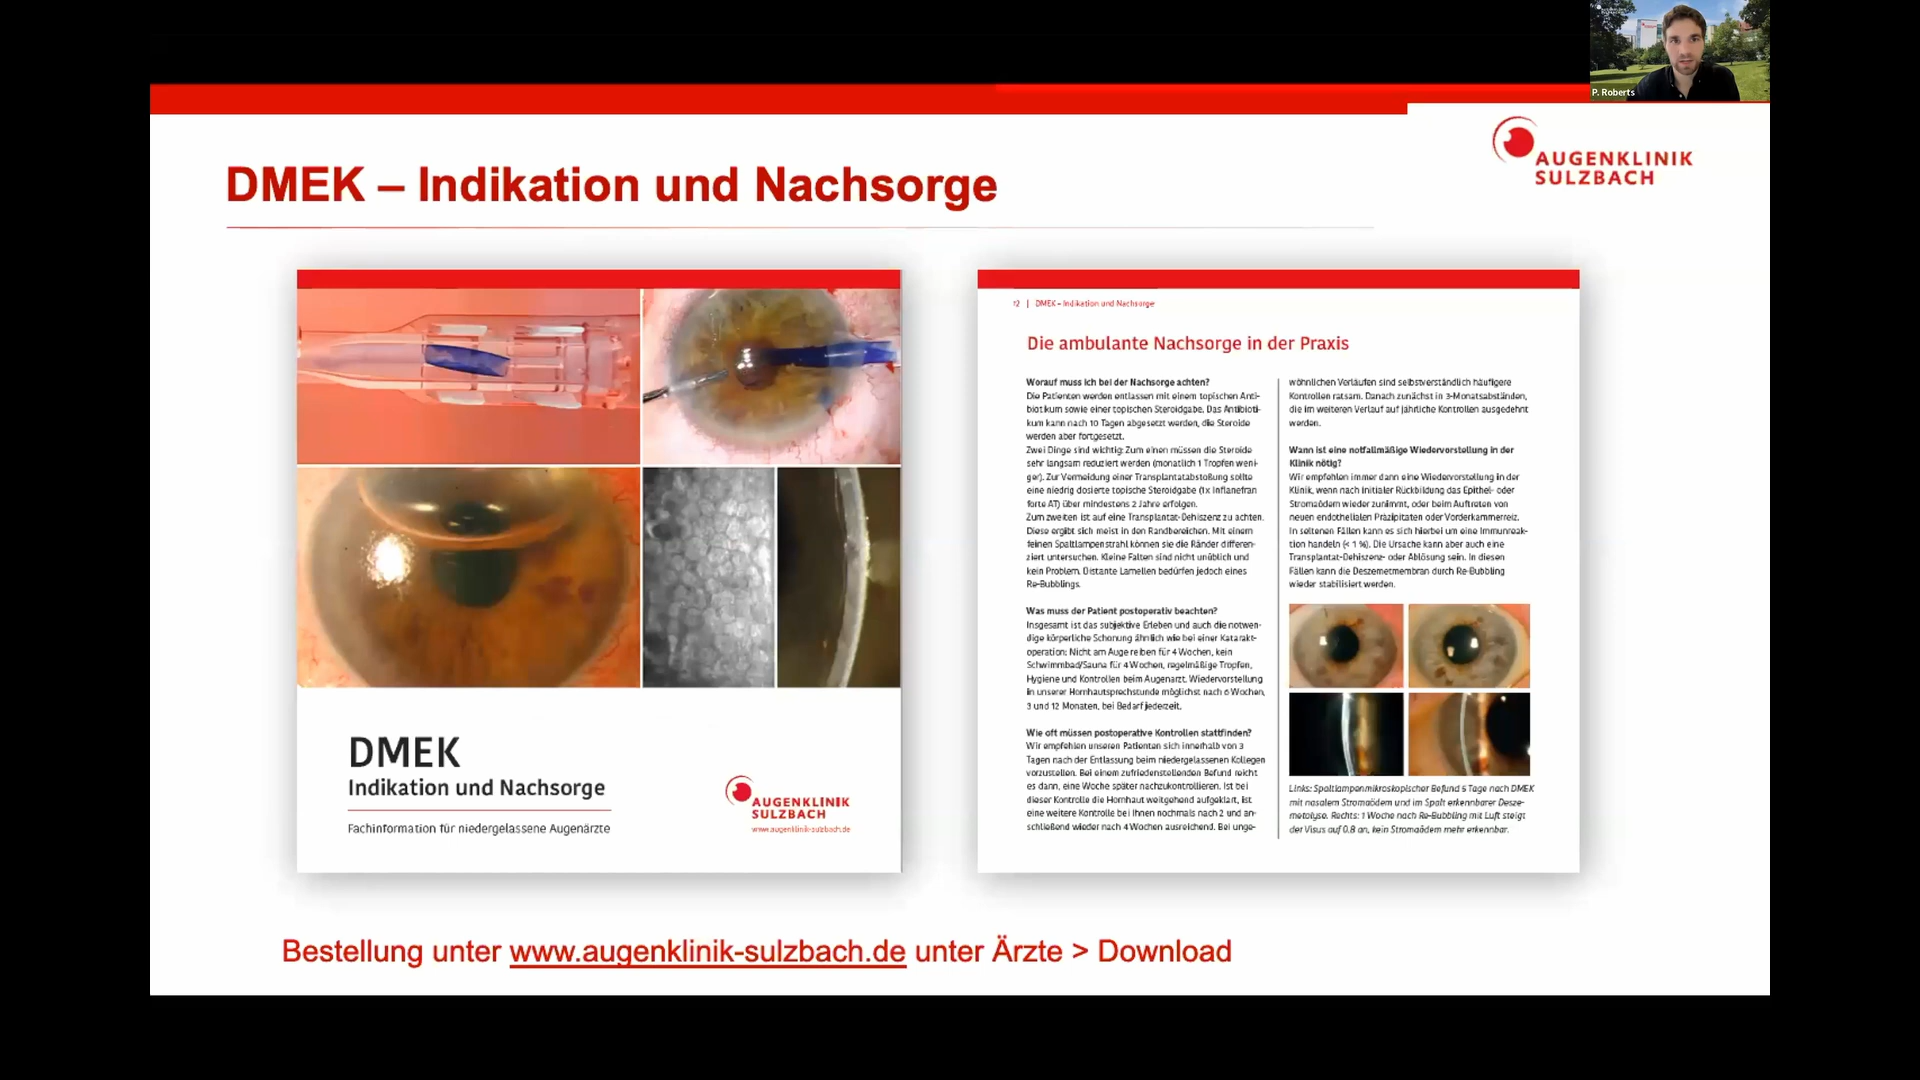 P. Roberts
AUGENKLINIK
SULZBACH
DMEK – Indikation und Nachsorge
DMEK
Indikation und Nachsorge
Fachinformation für niedergelassene Augenärzte
AUGENKLINIK
SULZBACH
www.augenklinik-sulzbach.de
12 | DMEK – Indikation und Nachsorge
Die ambulante Nachsorge in der Praxis
Worauf muss ich bei der Nachsorge achten?
Die Patienten werden entlassen mit einem topischen Anti-
biotikum sowie einer topischen Steroidgabe. Das Antibioti-
kum kann nach 10 Tagen abgesetzt werden, die Steroide
werden aber fortgesetzt.
Zwei Dinge sind wichtig: Zum einen müssen die Steroide
sehr langsam reduziert werden (monatlich 1 Tropfen weni-
ger). Zur Vermeidung einer Transplantatabstoßung sollte
eine niedrig dosierte topische Steroidgabe (1x Inflanefran
forte AT) über mindestens 2 Jahre erfolgen.
Zum zweiten ist auf eine Transplantat-Dehiszenz zu achten.
Diese ergibt sich meist in den Randbereichen. Mit einem
feinen Spaltlampenstrahl können sie die Ränder differen-
ziert untersuchen. Kleine Falten sind nicht unüblich und
kein Problem. Distante Lamellen bedürfen jedoch eines
Re-Bubblings.
Was muss der Patient postoperativ beachten?
Insgesamt ist das subjektive Erleben und auch die notwen-
dige körperliche Schonung ähnlich wie bei einer Katarakt-
operation: Nicht am Auge reiben für 4 Wochen, kein
Schwimmbad/Sauna für 4 Wochen, regelmäßige Tropfen,
Hygiene und Kontrollen beim Augenarzt. Wiedervorstellung
in unserer Hornhautsprechstunde möglichst nach 6 Wochen,
3 und 12 Monaten, bei Bedarf jederzeit.
Wie oft müssen postoperative Kontrollen stattfinden?
Wir empfehlen unseren Patienten sich innerhalb von 3
Tagen nach der Entlassung beim niedergelassenen Kollegen
vorzustellen. Bei einem zufriedenstellenden Befund reicht
es dann, eine Woche später nachzukontrollieren. Ist bei
dieser Kontrolle die Hornhaut weitgehend aufgeklart, ist
eine weitere Kontrolle bei Ihnen nochmals nach 2 und an-
schließend wieder nach 4 Wochen ausreichend. Bei unge-
wöhnlichen Verläufen sind selbstverständlich häufigere
Kontrollen ratsam. Danach zunächst in 3-Monatsabständen,
die im weiteren Verlauf auf jährliche Kontrollen ausgedehnt
werden.
Wann ist eine notfallmäßige Wiedervorstellung in der
Klinik nötig?
Wir empfehlen immer dann eine Wiedervorstellung in der
Klinik, wenn nach initialer Rückbildung das Epithel- oder
Stromaödem wieder zunimmt, oder beim Auftreten von
neuen endothelialen Präzipitaten oder Vorderkammerreiz.
In seltenen Fällen kann es sich hierbei um eine Immunreak-
tion handeln (< 1 %). Die Ursache kann aber auch eine
Transplantat-Dehiszenz- oder Ablösung sein. In diesen
Fällen kann die Deszemetmembran durch Re-Bubbling
wieder stabilisiert werden.
Links: Spaltlampenmikroskopischer Befund 5 Tage nach DMEK
mit nasalem Stromaödem und im Spalt erkennbarer Desze-
metolyse. Rechts: 1 Woche nach Re-Bubbling mit Luft steigt
der Visus auf 0,8 an, kein Stromaödem mehr erkennbar.
Bestellung unter www.augenklinik-sulzbach.de unter Ärzte > Download